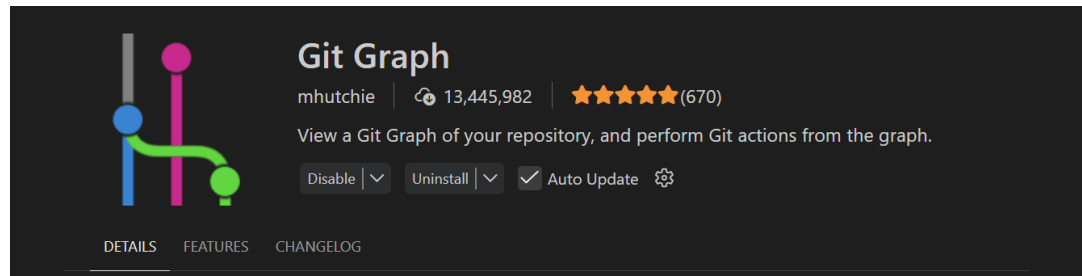 Git Graph
mhutchie 13,445,982 (670)
View a Git Graph of your repository, and perform Git actions from the graph.
Disable Uninstall Auto Update
DETAILS FEATURES CHANGELOG